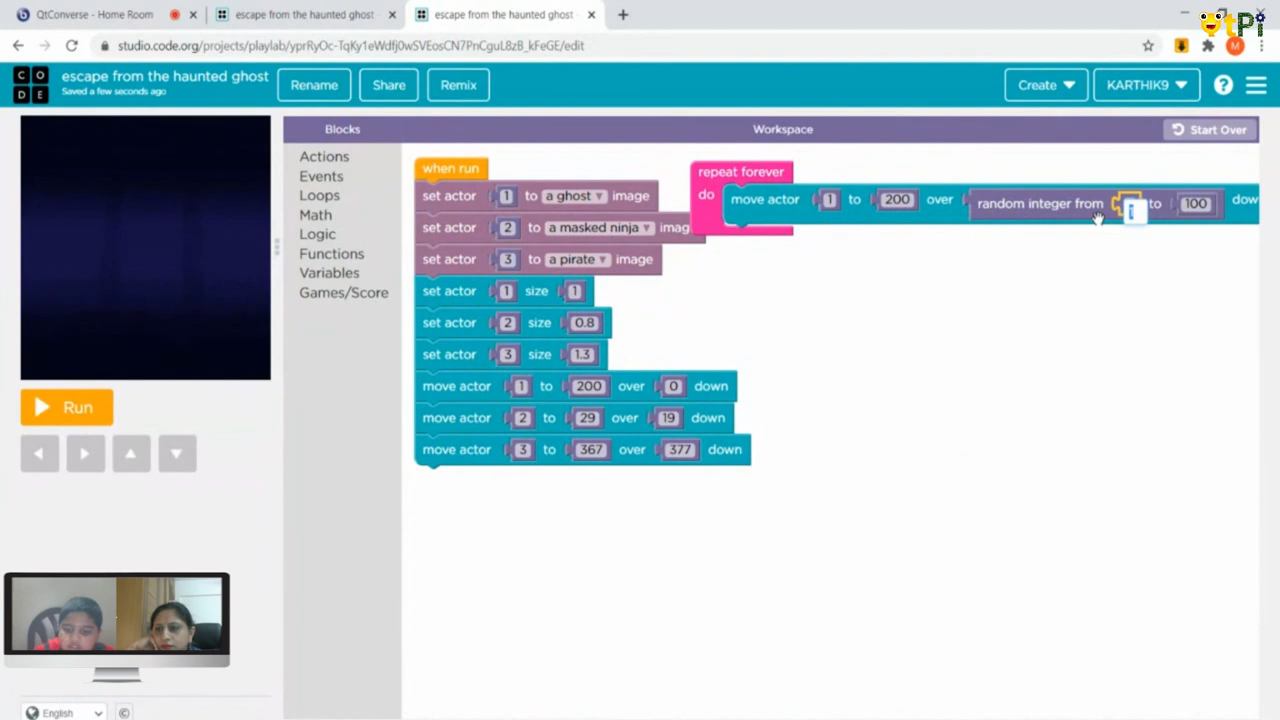 QtConverse - Home Room
escape from the haunted ghost
escape from the haunted ghost
QtPi
studio.code.org/projects/playlab/yprRyOc-TqKy1eWdfj0wSVEosCN7PnCguL8zB_kFeGE/edit
M
C O
D E
escape from the haunted ghost
Saved a few seconds ago
Rename
Share
Remix
Create
KARTHIK9
?
Blocks
Workspace
Start Over
Actions
Events
Loops
Math
Logic
Functions
Variables
Games/Score
when run
set actor 1 to a ghost image
set actor 2 to a masked ninja imag
set actor 3 to a pirate image
set actor 1 size 1
set actor 2 size 0.8
set actor 3 size 1.3
move actor 1 to 200 over 0 down
move actor 2 to 29 over 19 down
move actor 3 to 367 over 377 down
repeat forever
do move actor 1 to 200 over random integer from to 100 dow
Run
English
©